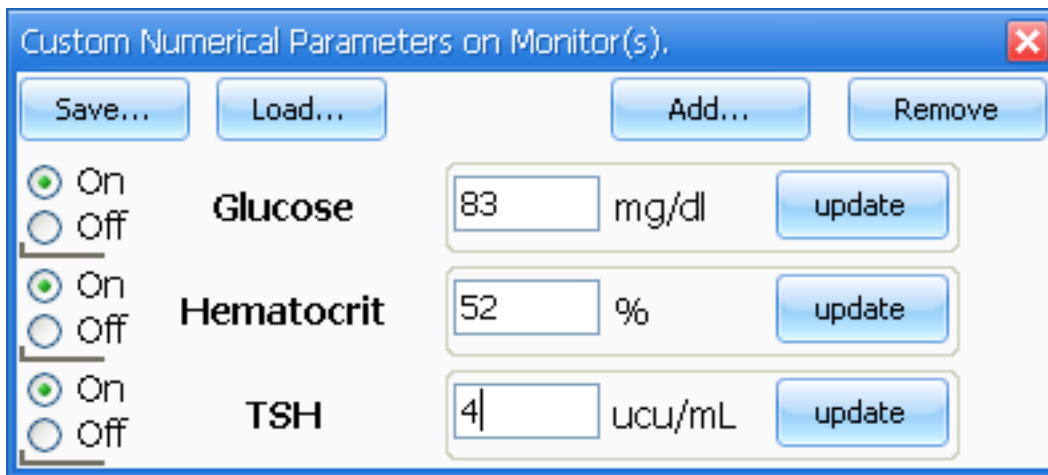 Custom Numerical Parameters on Monitor(s).
Save... Load... Add... Remove
On
Off
Glucose 83 mg/dl update
On
Off
Hematocrit 52 % update
On
Off
TSH 4 ucu/mL update